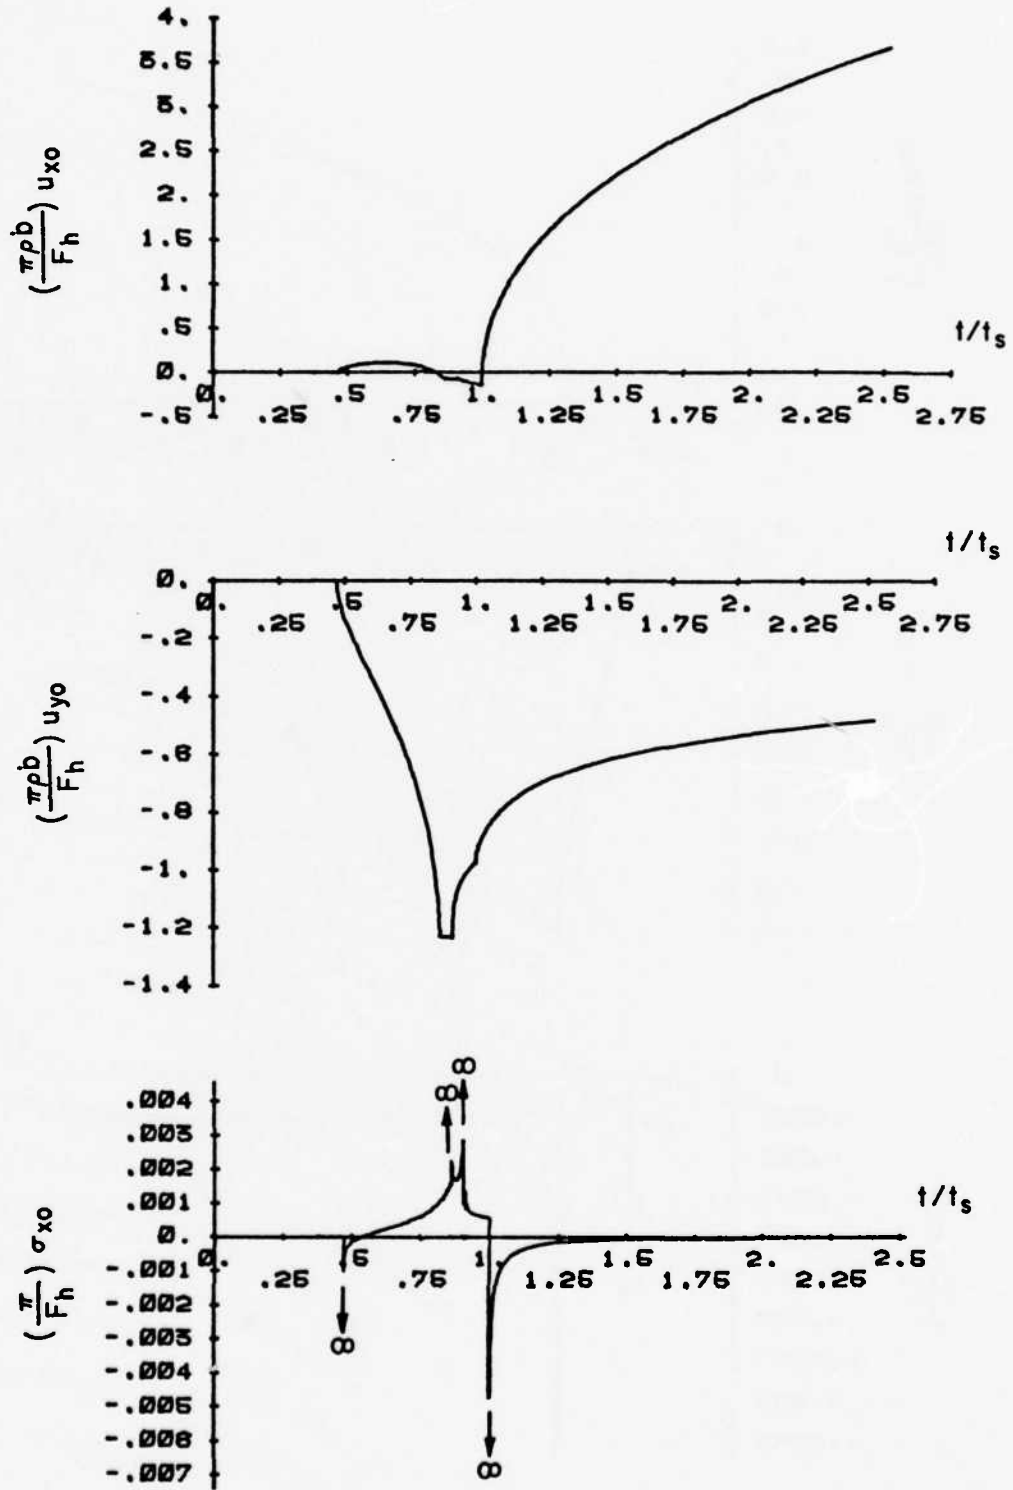 4.
3.5
3.
2.5
2.
1.5
1.
.5
0.
-.5
(πρḃ/F_h) u_xo
t/t_s
0. .5 1. 1.5 2. 2.5
.25 .75 1.25 1.75 2.25 2.75
t/t_s
0.
-.2
-.4
-.6
-.8
-1.
-1.2
-1.4
(πρḃ/F_h) u_yo
0. .5 1. 1.5 2. 2.5
.25 .75 1.25 1.75 2.25 2.75
∞
∞
.004
.003
.002
.001
0.
-.001
-.002
-.003
-.004
-.005
-.006
-.007
(π/F_h) σ_xo
t/t_s
0. .5 1. 1.5 2. 2.5
.25 .75 1.25 1.75 2.25
∞
∞